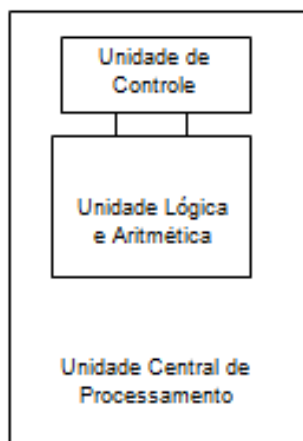 Unidade de
Controle
Unidade Lógica
e Aritmética
Unidade Central de
Processamento